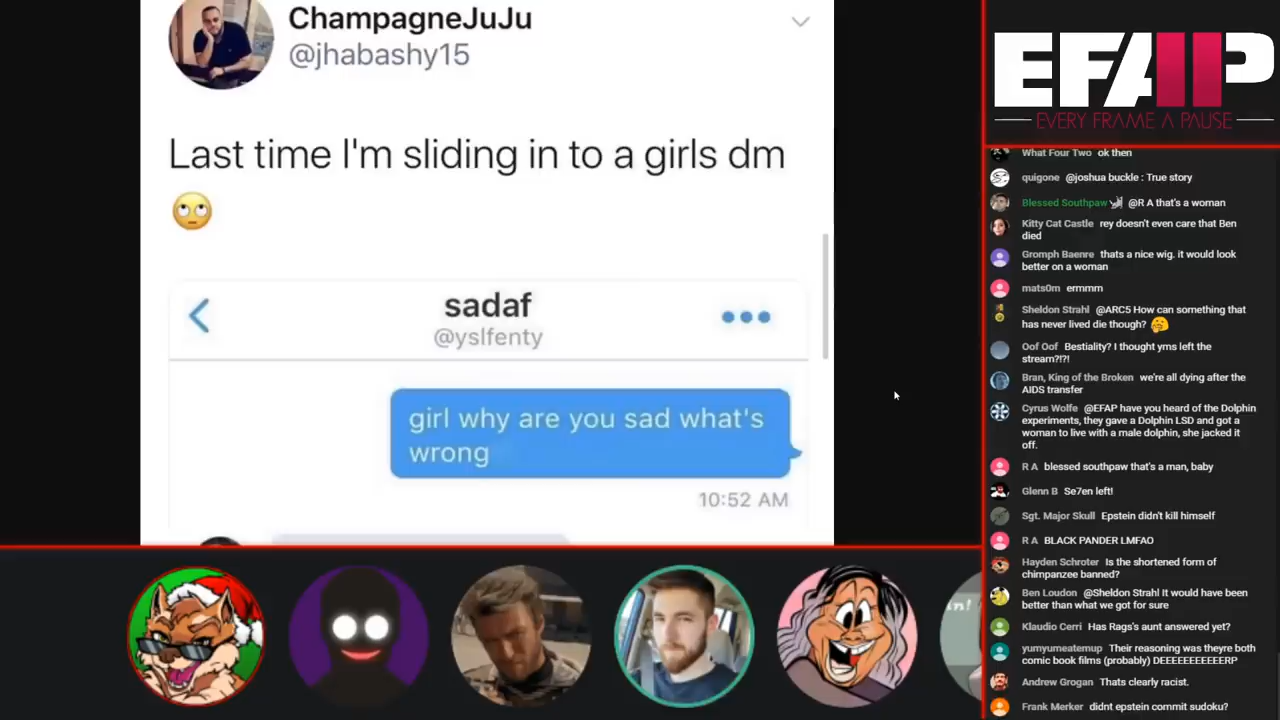 ChampagneJuJu
@jhabashy15
Last time I'm sliding in to a girls dm
🙄
sadaf
@yslfenty
girl why are you sad what's
wrong
10:52 AM
EFAP
EVERY FRAME A PAUSE
What Four Two ok then
quigone @joshua buckle : True story
Blessed Southpaw @R A that's a woman
Kitty Cat Castle rey doesn't even care that Ben
died
Gromph Baenre thats a nice wig. it would look
better on a woman
mats0m ermmm
Sheldon Strahl @ARC5 How can something that
has never lived die though? 🤔
Oof Oof Bestiality? I thought yms left the
stream?!?!
Bran, King of the Broken we're all dying after the
AIDS transfer
Cyrus Wolfe @EFAP have you heard of the Dolphin
experiments, they gave a Dolphin LSD and got a
woman to live with a male dolphin, she jacked it
off.
R A blessed southpaw that's a man, baby
Glenn B Se7en left!
Sgt. Major Skull Epstein didn't kill himself
R A BLACK PANDER LMFAO
Hayden Schroter Is the shortened form of
chimpanzee banned?
Ben Loudon @Sheldon Strahl It would have been
better than what we got for sure
Klaudio Cerri Has Rags's aunt answered yet?
yumyumeatemup Their reasoning was theyre both
comic book films (probably) DEEEEEEEEEERP
Andrew Grogan Thats clearly racist.
Frank Merker didnt epstein commit sudoku?